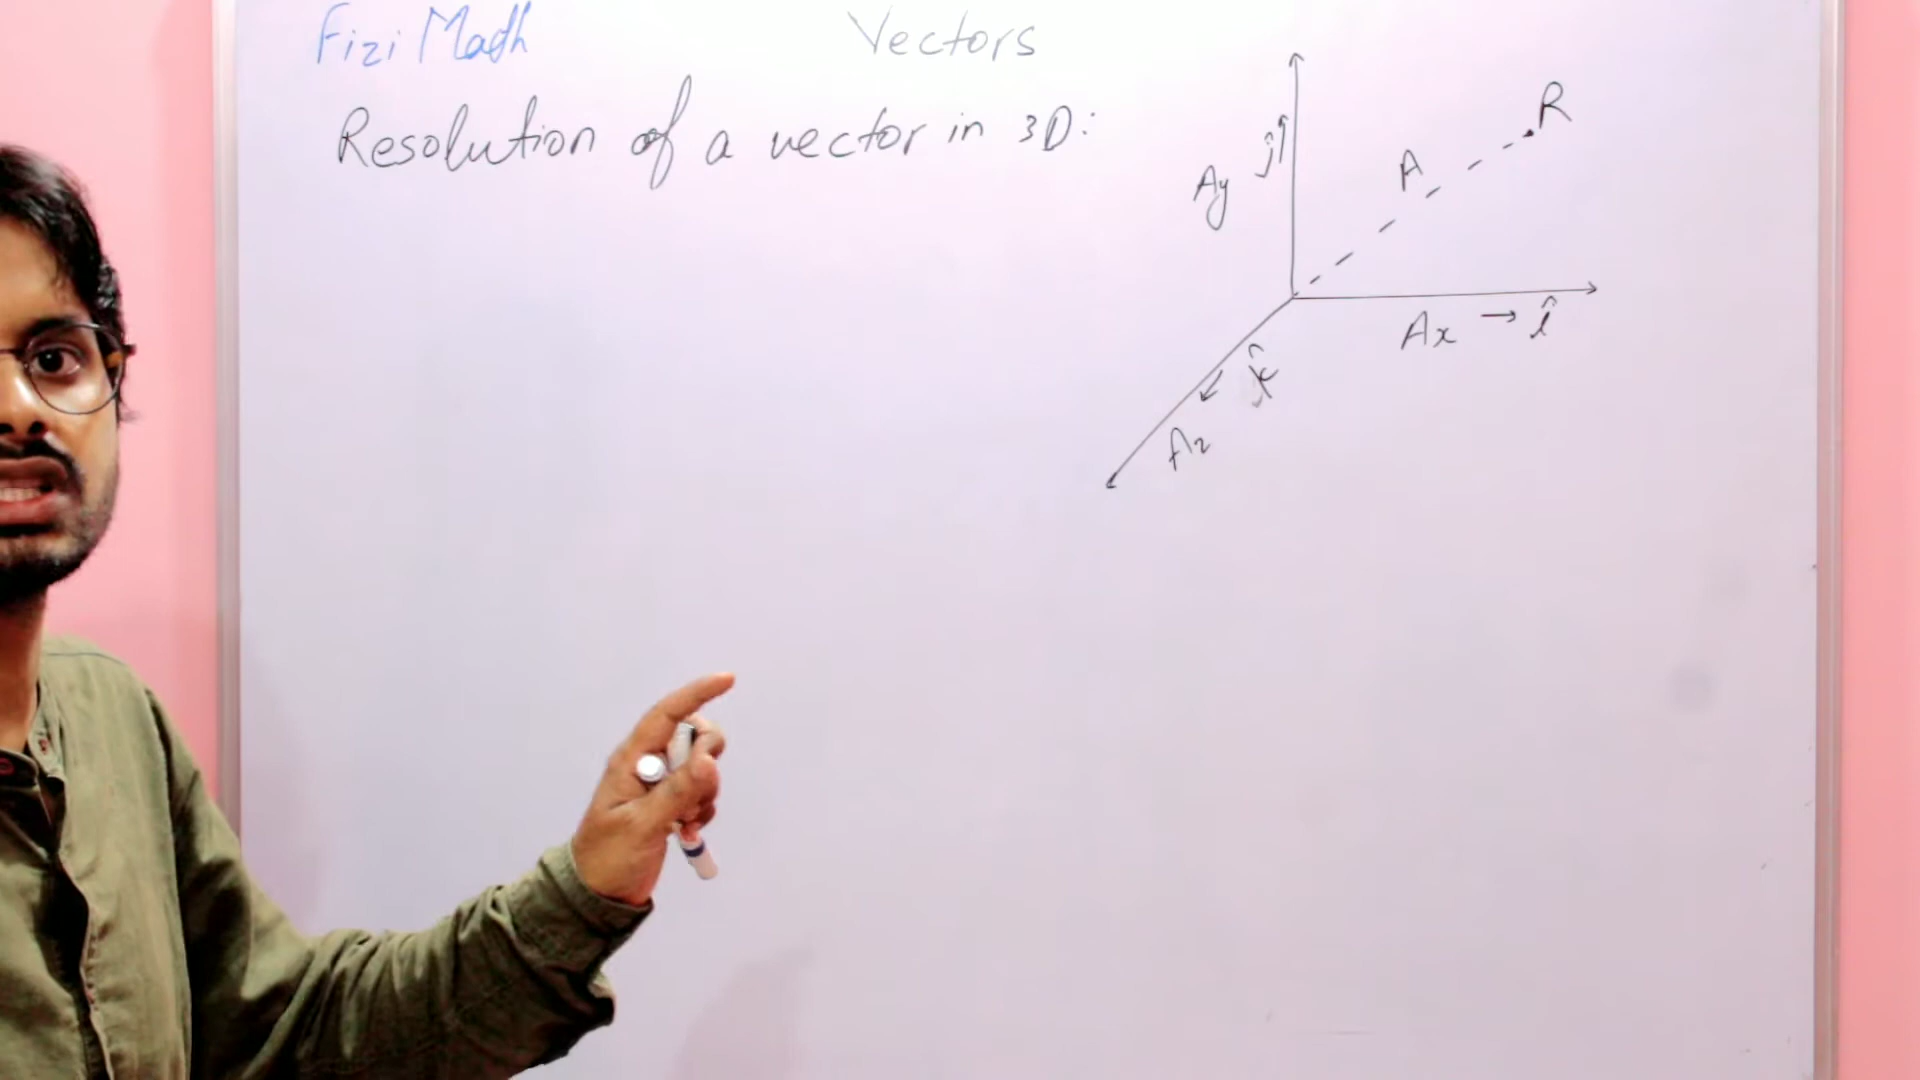 Fizi Math
Vectors
Resolution of a vector in 3D:
R
A
ĵ
Ay
Ax → î
k̂
Az